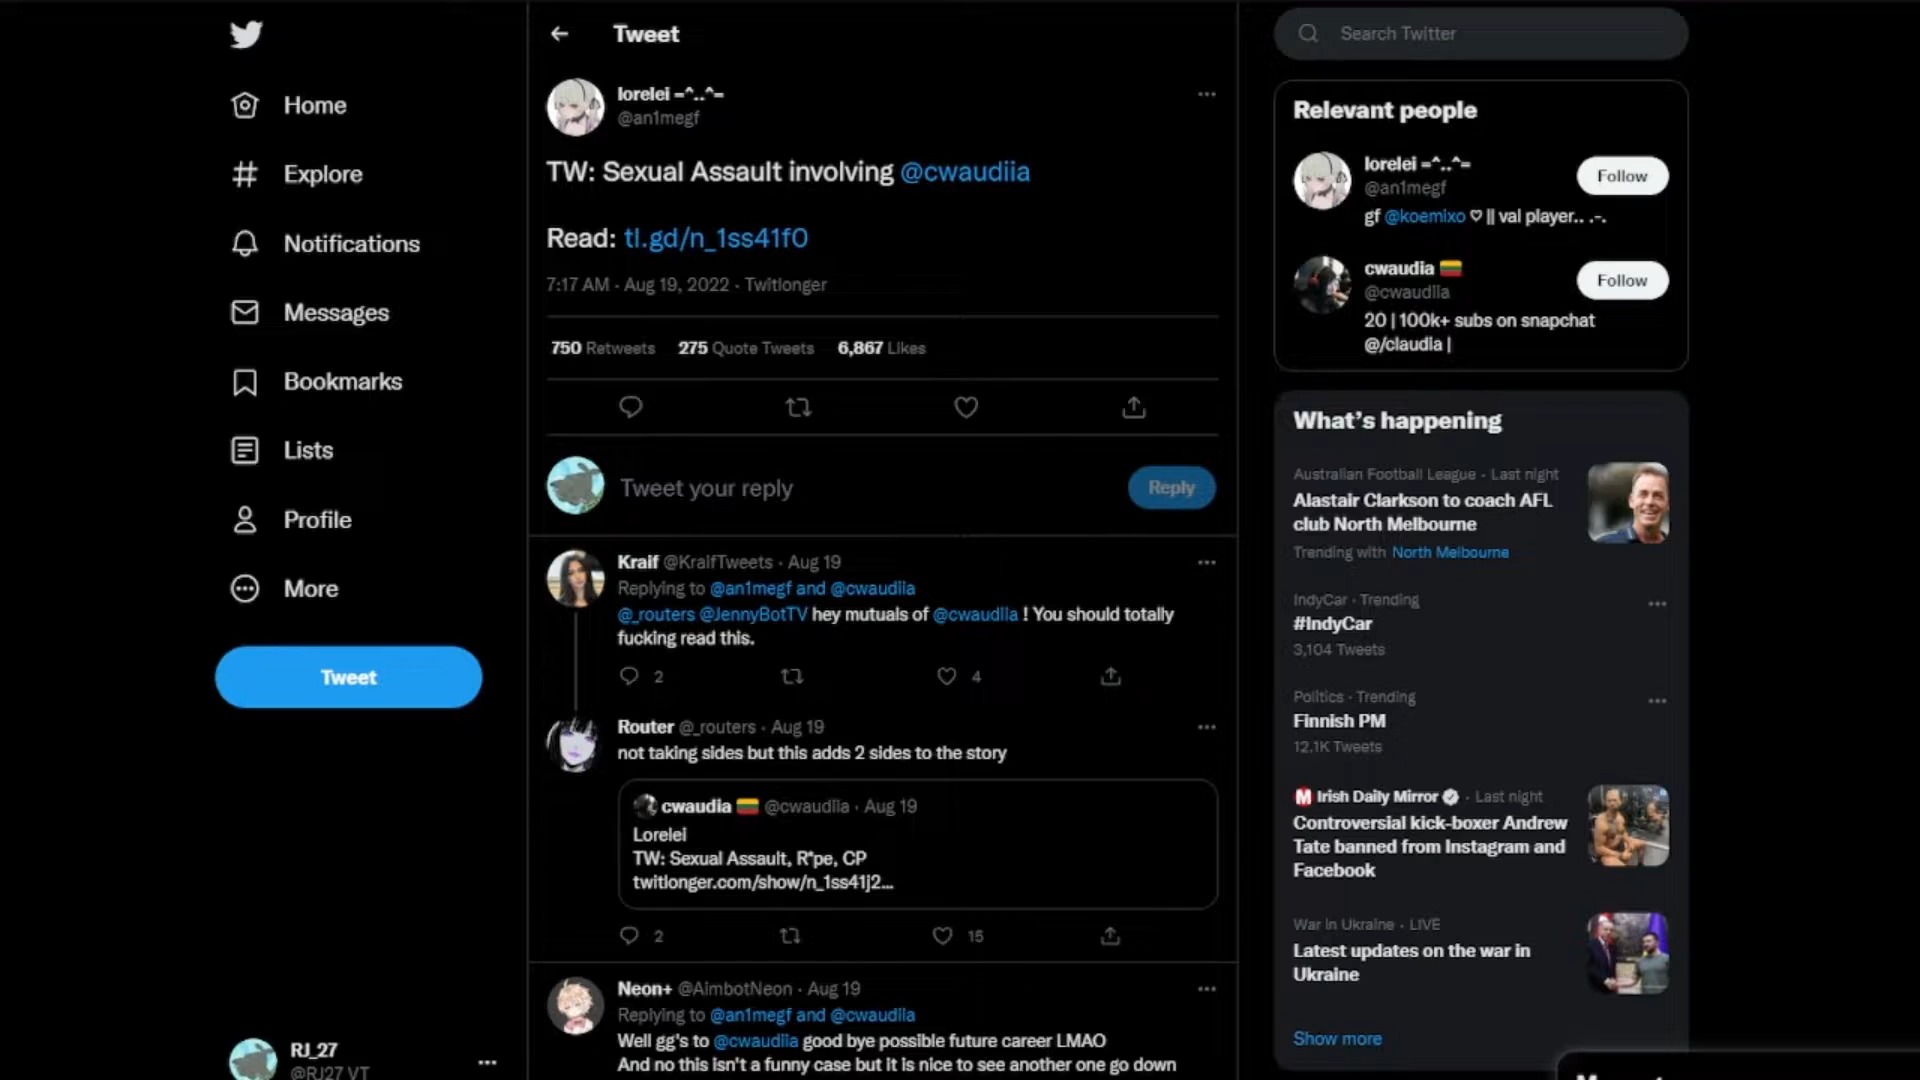 Home
Explore
Notifications
Messages
Bookmarks
Lists
Profile
More
Tweet
RJ_27
@RJ27 VT
Tweet
lorelei =^..^=
@an1megf
TW: Sexual Assault involving @cwaudiia
Read: tl.gd/n_1ss41f0
7:17 AM · Aug 19, 2022 · Twitlonger
750 Retweets 275 Quote Tweets 6,867 Likes
Tweet your reply
Reply
Kraif @KraifTweets · Aug 19
Replying to @an1megf and @cwaudiia
@_routers @JennyBotTV hey mutuals of @cwaudiia ! You should totally
fucking read this.
2 4
Router @_routers · Aug 19
not taking sides but this adds 2 sides to the story
cwaudia @cwaudiia · Aug 19
Lorelei
TW: Sexual Assault, R*pe, CP
twitlonger.com/show/n_1ss41j2...
2 15
Neon+ @AimbotNeon · Aug 19
Replying to @an1megf and @cwaudiia
Well gg's to @cwaudiia good bye possible future career LMAO
And no this isn't a funny case but it is nice to see another one go down
Search Twitter
Relevant people
lorelei =^..^=
@an1megf
Follow
gf @koemixo ♡ || val player.. .-.
cwaudia
@cwaudiia
Follow
20 | 100k+ subs on snapchat
@/claudia |
What's happening
Australian Football League · Last night
Alastair Clarkson to coach AFL
club North Melbourne
Trending with North Melbourne
IndyCar · Trending
#IndyCar
3,104 Tweets
Politics · Trending
Finnish PM
12.1K Tweets
M Irish Daily Mirror · Last night
Controversial kick-boxer Andrew
Tate banned from Instagram and
Facebook
War in Ukraine · LIVE
Latest updates on the war in
Ukraine
Show more